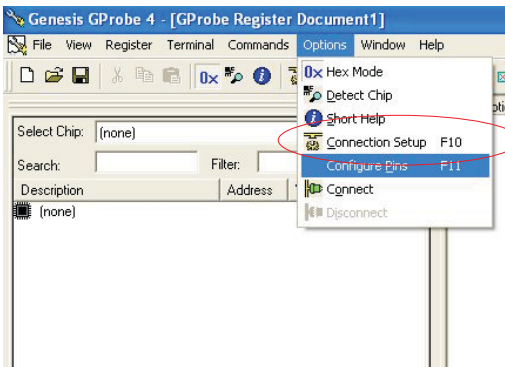 Genesis GProbe 4 - [GProbe Register Document1]
File View Register Terminal Commands Options Window Help
0x
0x Hex Mode
Detect Chip
Short Help
Connection Setup F10
Configure Pins F11
Connect
Disconnect
Select Chip: (none)
Search: Filter:
Description Address
(none)